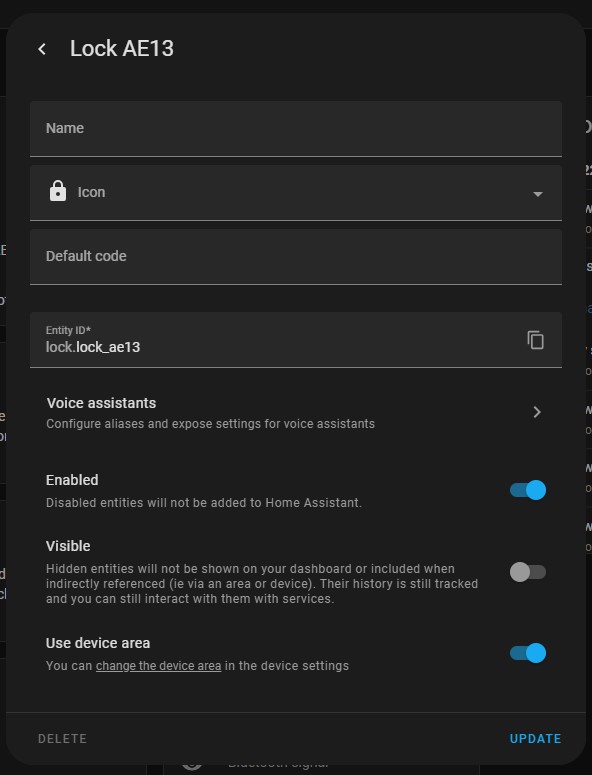 Lock AE13
Name
Icon
Default code
Entity ID*
lock.lock_ae13
Voice assistants
Configure aliases and expose settings for voice assistants
Enabled
Disabled entities will not be added to Home Assistant.
Visible
Hidden entities will not be shown on your dashboard or included when
indirectly referenced (ie via an area or device). Their history is still tracked
and you can still interact with them with services.
Use device area
You can change the device area in the device settings
DELETE
UPDATE
Bluetooth signal